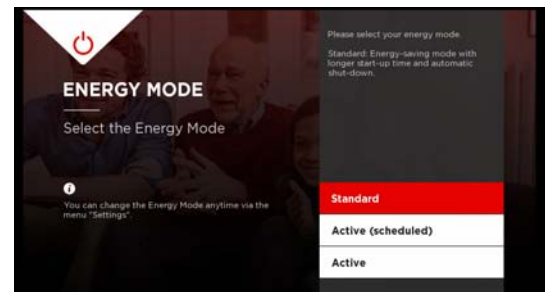 ENERGY MODE
Select the Energy Mode
You can change the Energy Mode anytime via the
menu "Settings".
Please select your energy mode.
Standard: Energy-saving mode with
longer start-up time and automatic
shut-down.
Standard
Active (scheduled)
Active